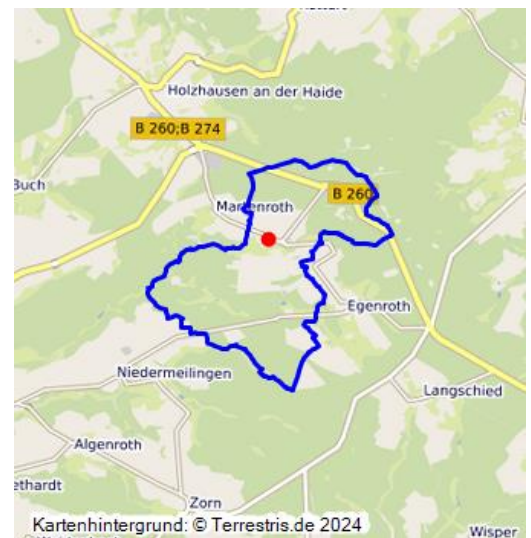 Holzhausen an der Haide
B 260;B 274
Buch
B 260
Martenroth
Egenroth
Niedermeilingen
Langschied
Algenroth
ethardt
Zorn
Wisper
Kartenhintergrund: © Terrestris.de 2024